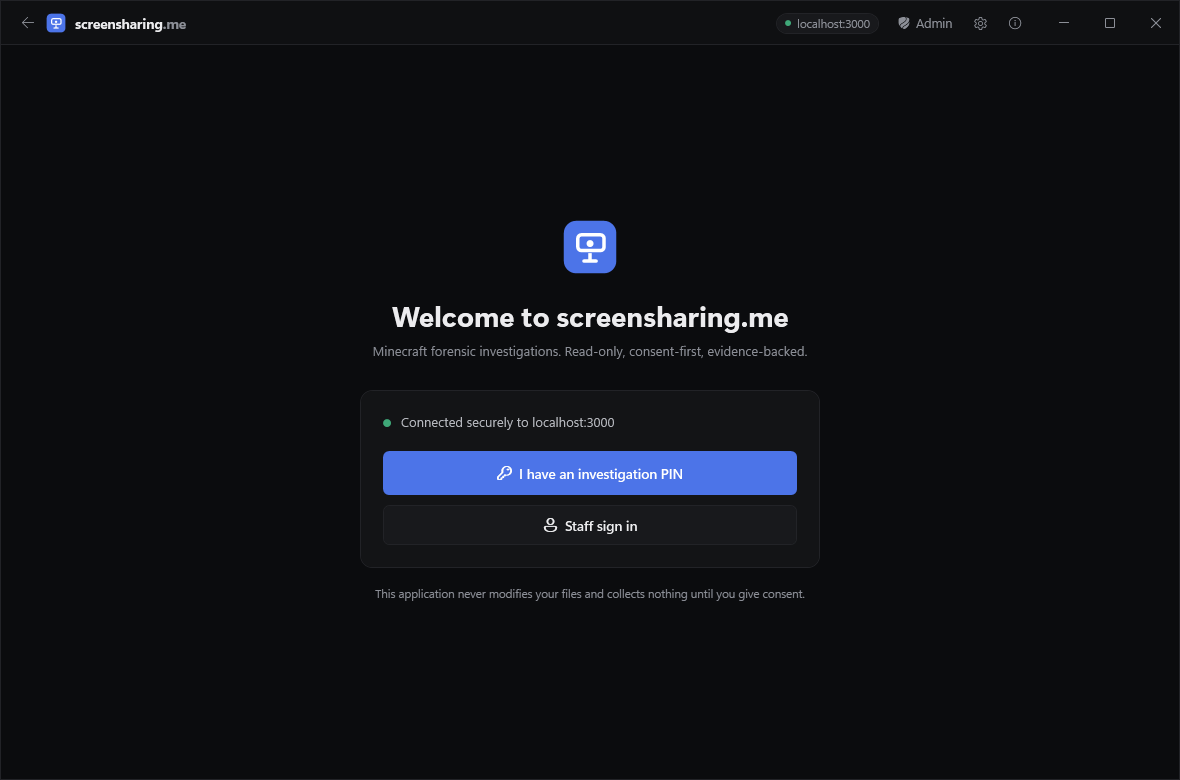 screensharing.me
localhost:3000
Admin
Welcome to screensharing.me
Minecraft forensic investigations. Read-only, consent-first, evidence-backed.
Connected securely to localhost:3000
I have an investigation PIN
Staff sign in
This application never modifies your files and collects nothing until you give consent.